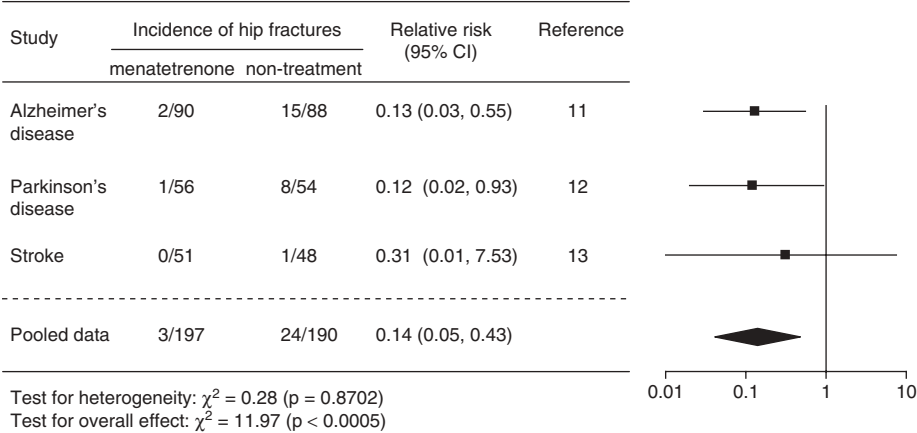 Study Incidence of hip fractures Relative risk (95% CI) Reference
menatetrenone non-treatment
Alzheimer's disease 2/90 15/88 0.13 (0.03, 0.55) 11
Parkinson's disease 1/56 8/54 0.12 (0.02, 0.93) 12
Stroke 0/51 1/48 0.31 (0.01, 7.53) 13
Pooled data 3/197 24/190 0.14 (0.05, 0.43)
0.01 0.1 1 10
Test for heterogeneity: χ² = 0.28 (p = 0.8702)
Test for overall effect: χ² = 11.97 (p < 0.0005)